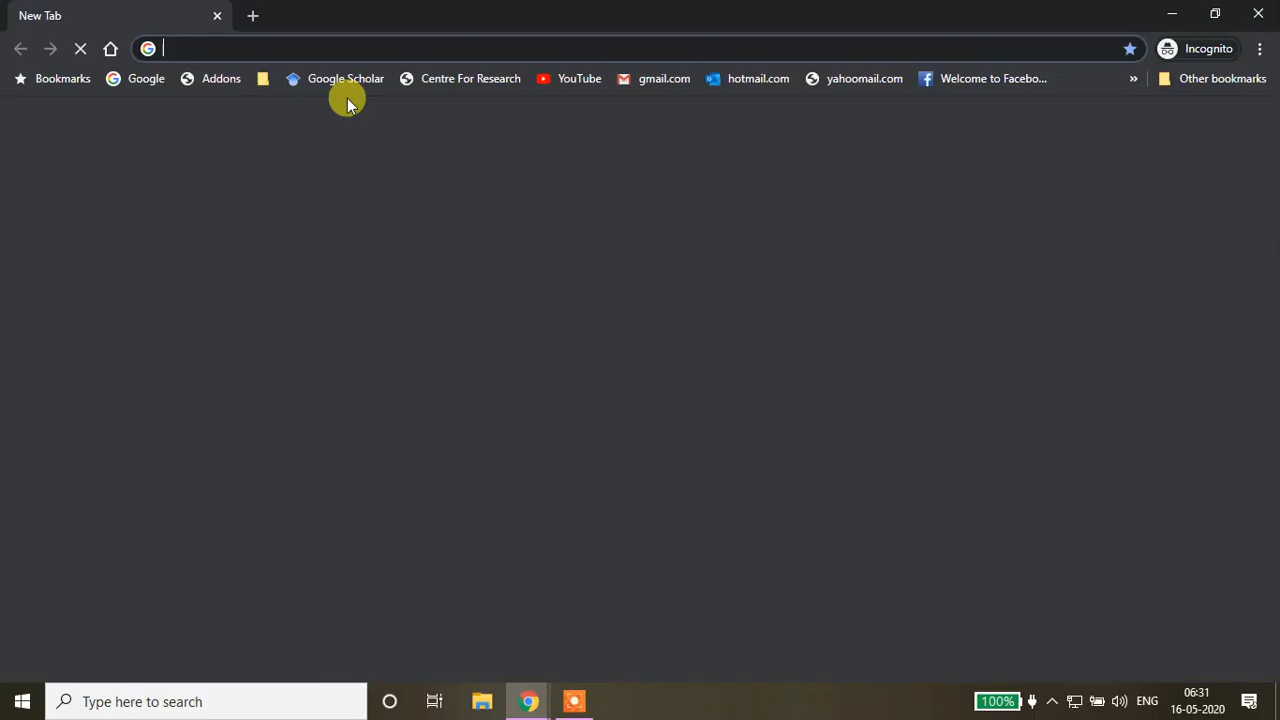 New Tab
Incognito
Bookmarks Google Addons Google Scholar Centre For Research YouTube gmail.com hotmail.com yahoomail.com Welcome to Facebo... » Other bookmarks
Type here to search
100% ENG 06:31
16-05-2020